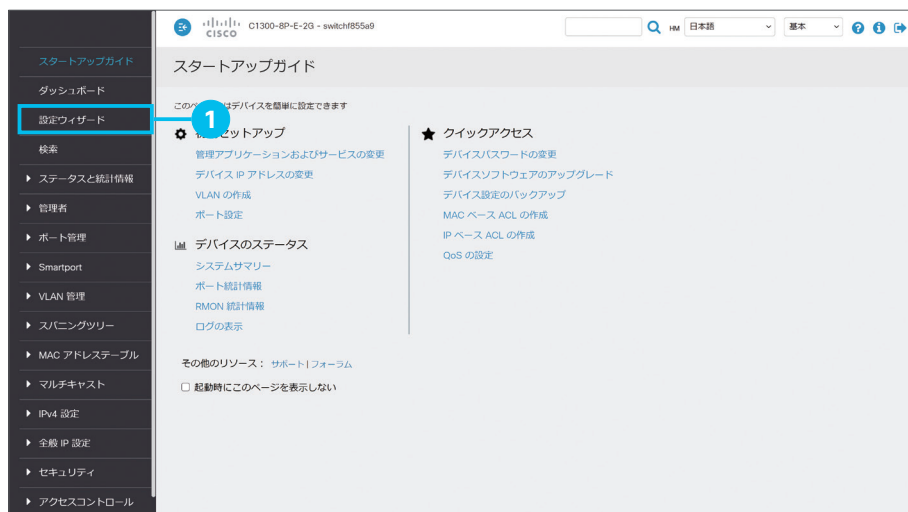 CISCO
C1300-8P-E-2G - switchf855a9
HM
日本語
基本
スタートアップガイド
ダッシュボード
設定ウィザード
検索
ステータスと統計情報
管理者
ポート管理
Smartport
VLAN 管理
スパニングツリー
MAC アドレステーブル
マルチキャスト
IPv4 設定
全般 IP 設定
セキュリティ
アクセスコントロール
スタートアップガイド
このペ はデバイスを簡単に設定できます
1
セットアップ
管理アプリケーションおよびサービスの変更
デバイス IP アドレスの変更
VLAN の作成
ポート設定
デバイスのステータス
システムサマリー
ポート統計情報
RMON 統計情報
ログの表示
クイックアクセス
デバイスパスワードの変更
デバイスソフトウェアのアップグレード
デバイス設定のバックアップ
MAC ベース ACL の作成
IP ベース ACL の作成
QoS の設定
その他のリソース： サポート | フォーラム
起動時にこのページを表示しない